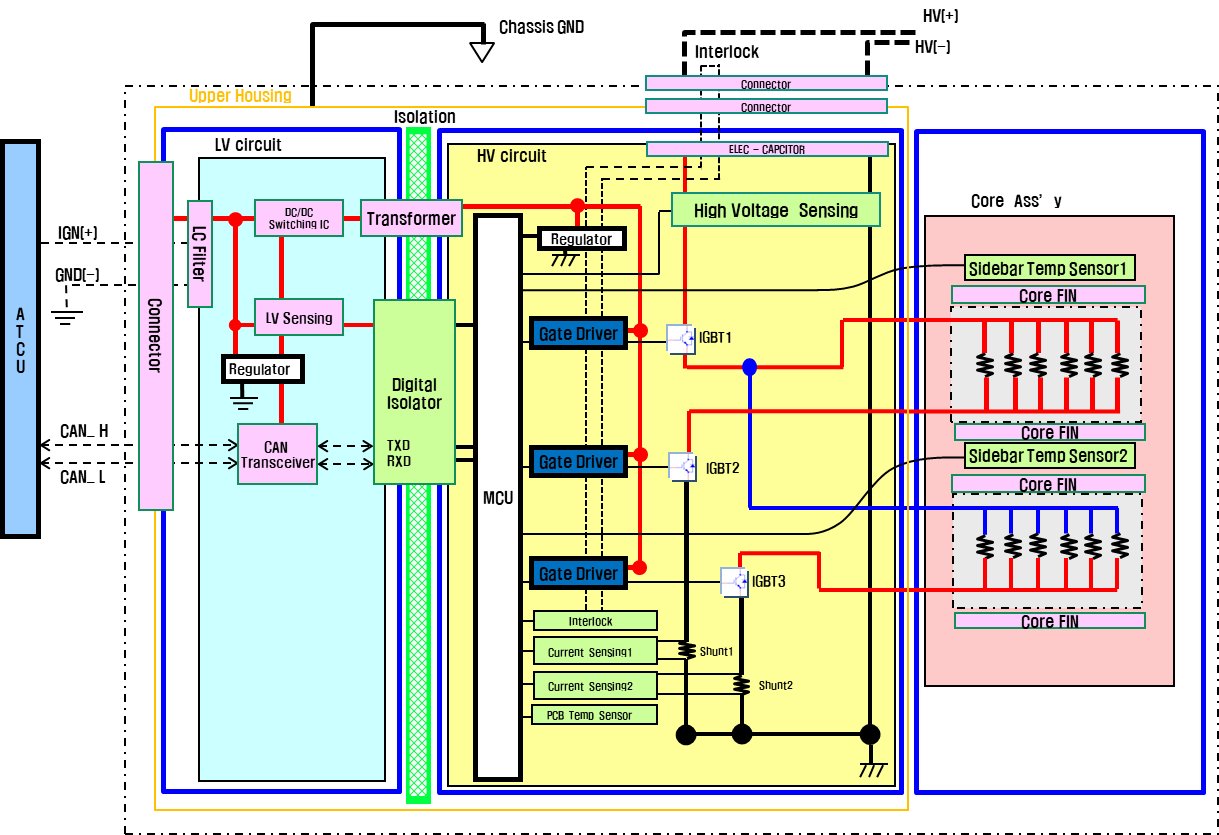 HV(+)
Chassis GND
HV(-)
Interlock
Connector
Upper Housing
Connector
Isolation
LV circuit
ELEC - CAPCITOR
HV circuit
Core Ass’ y
DC/DC
Switching IC
Transformer
High Voltage Sensing
IGN(+)
LC Filter
Regulator
Sidebar Temp Sensor1
GND(-)
Core FIN
A
T
C
U
Connector
LV Sensing
Gate Driver
IGBT1
Regulator
Digital
Isolator
CAN_ H
CAN
Transceiver
TXD
RXD
CAN_ L
Core FIN
Sidebar Temp Sensor2
Gate Driver
IGBT2
Core FIN
MCU
Gate Driver
IGBT3
Interlock
Core FIN
Current Sensing1
Shunt1
Current Sensing2
Shunt2
PCB Temp Sensor